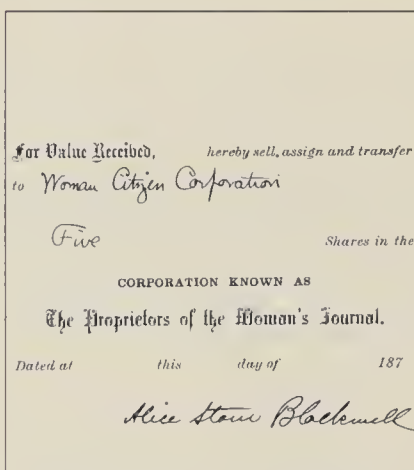 For Value Received, hereby sell, assign and transfer
to Woman Citizen Corporation
Five Shares in the
CORPORATION KNOWN AS
The Proprietors of the Woman's Journal.
Dated at this day of 187
Alice Stone Blackwell